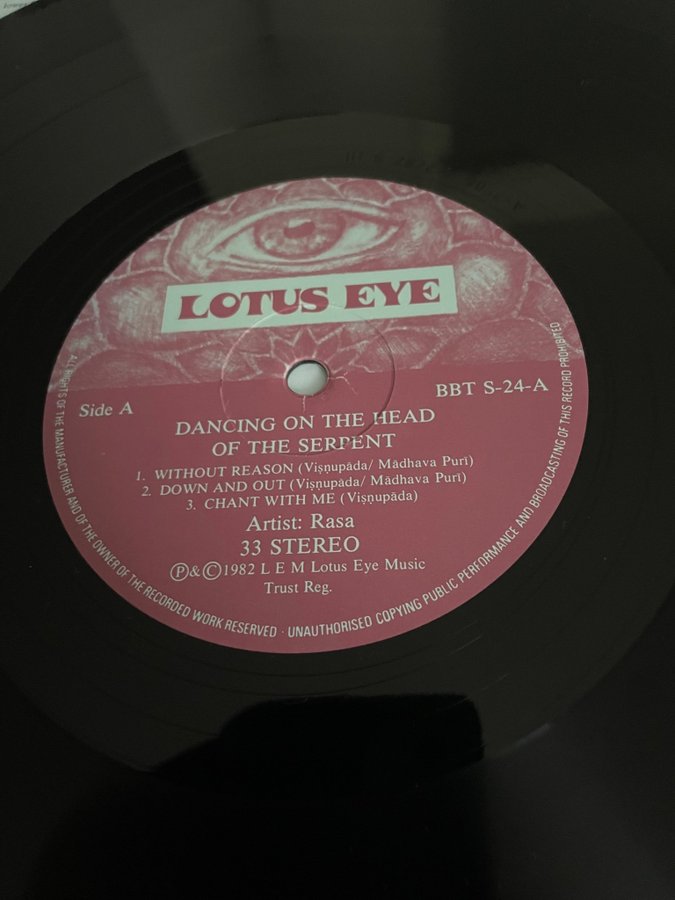 LOTUS EYE
Side A
BBT S-24-A
DANCING ON THE HEAD
OF THE SERPENT
1. WITHOUT REASON (Viṣṇupāda/ Mādhava Purī)
2. DOWN AND OUT (Viṣṇupāda/ Mādhava Purī)
3. CHANT WITH ME (Viṣṇupāda)
Artist: Rasa
33 STEREO
Ⓟ&Ⓒ1982 L E M Lotus Eye Music
Trust Reg.
ALL RIGHTS OF THE MANUFACTURER AND OF THE OWNER OF THE RECORDED WORK RESERVED · UNAUTHORISED COPYING PUBLIC PERFORMANCE AND BROADCASTING OF THIS RECORD PROHIBITED